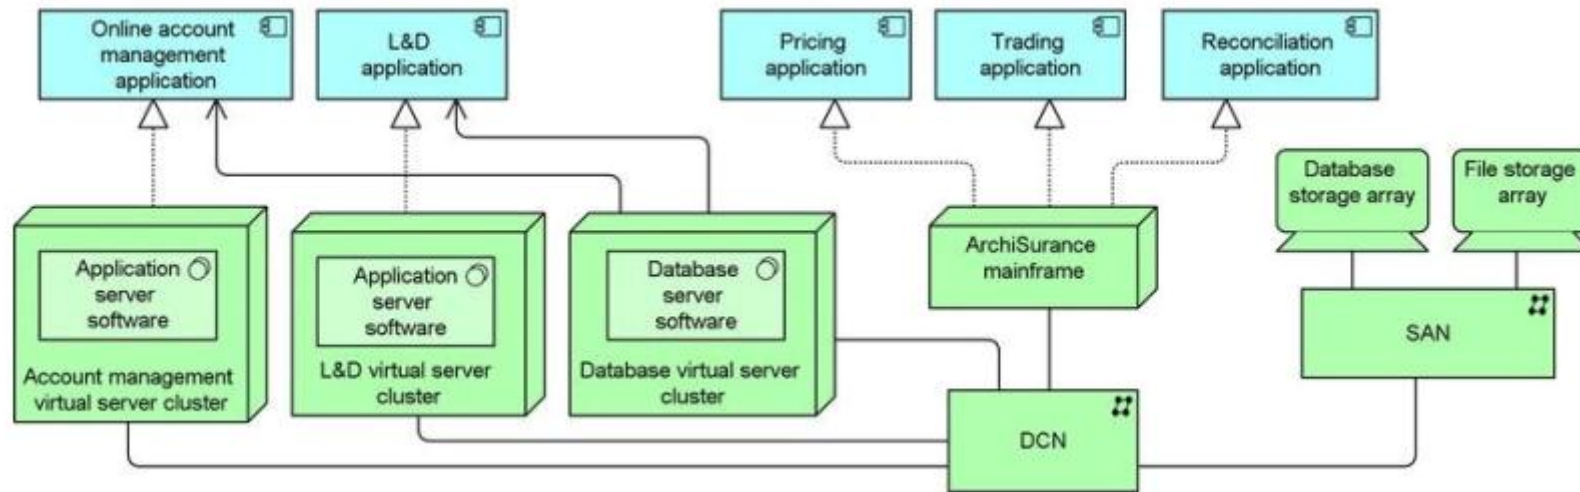 Online account
management
application
L&D
application
Pricing
application
Trading
application
Reconciliation
application
Database
storage array
File storage
array
Application
server
software
Account management
virtual server cluster
Application
server
software
L&D virtual server
cluster
Database
server
software
Database virtual server
cluster
ArchiSurance
mainframe
SAN
DCN